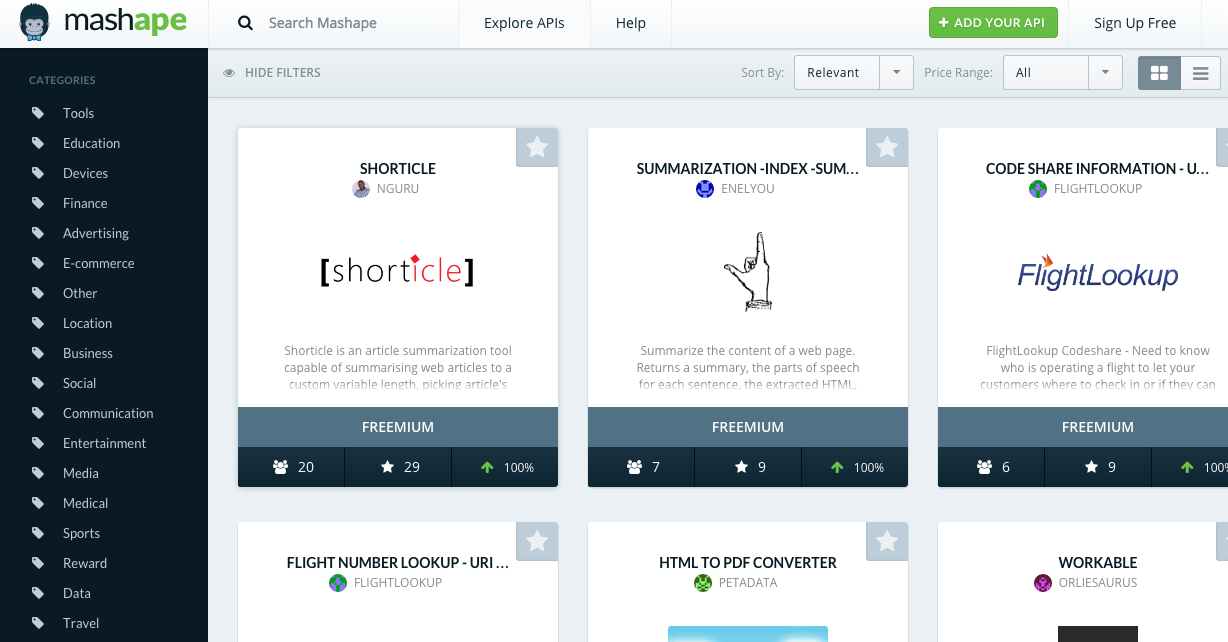 mashape
Search Mashape
Explore APIs
Help
+ ADD YOUR API
Sign Up Free
CATEGORIES
Tools
Education
Devices
Finance
Advertising
E-commerce
Other
Location
Business
Social
Communication
Entertainment
Media
Medical
Sports
Reward
Data
Travel
HIDE FILTERS
Sort By:
Relevant
Price Range:
All
SHORTICLE
NGURU
[shorticle]
Shorticle is an article summarization tool
capable of summarising web articles to a
custom variable length, picking article's
FREEMIUM
20
29
100%
SUMMARIZATION -INDEX -SUM...
ENELYOU
Summarize the content of a web page.
Returns a summary, the parts of speech
for each sentence, the extracted HTML,
FREEMIUM
7
9
100%
CODE SHARE INFORMATION - U...
FLIGHTLOOKUP
FlightLookup
FlightLookup Codeshare - Need to know
who is operating a flight to let your
customers where to check in or if they can
FREEMIUM
6
9
100%
FLIGHT NUMBER LOOKUP - URI ...
FLIGHTLOOKUP
HTML TO PDF CONVERTER
PETADATA
WORKABLE
ORLIESAURUS